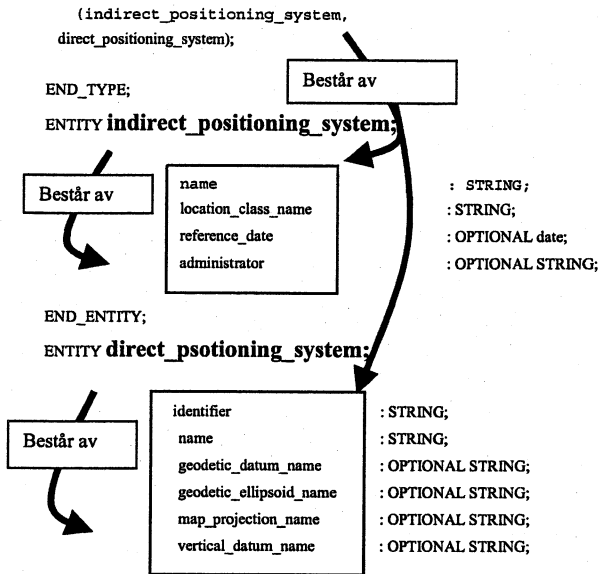 (indirect_positioning_system,
direct_positioning_system);
Består av
END_TYPE;
ENTITY indirect_positioning_system;
Består av
name : STRING;
location_class_name : STRING;
reference_date : OPTIONAL date;
administrator : OPTIONAL STRING;
END_ENTITY;
ENTITY direct_psotioning_system;
Består av
identifier : STRING;
name : STRING;
geodetic_datum_name : OPTIONAL STRING;
geodetic_ellipsoid_name : OPTIONAL STRING;
map_projection_name : OPTIONAL STRING;
vertical_datum_name : OPTIONAL STRING;